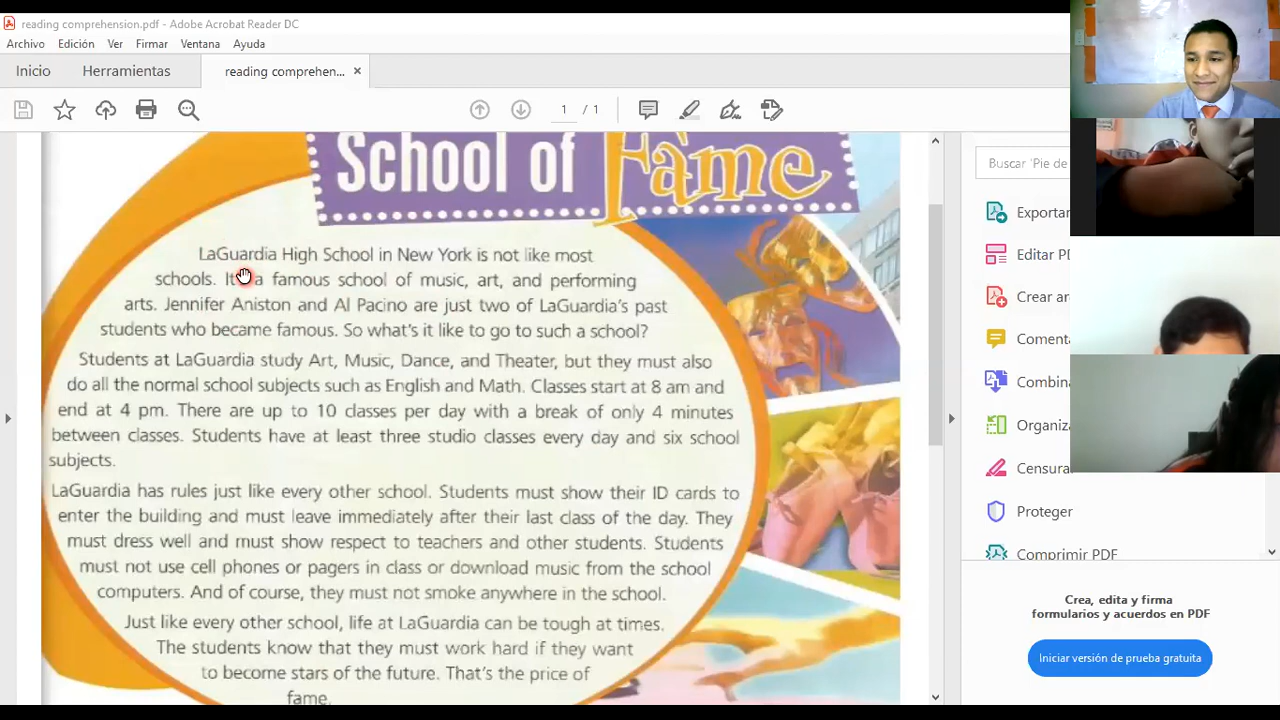 reading comprehension.pdf - Adobe Acrobat Reader DC
Archivo Edición Ver Firmar Ventana Ayuda
Inicio Herramientas reading comprehen... ×
1 / 1
School of Fame
Buscar 'Pie de
LaGuardia High School in New York is not like most
schools. It a famous school of music, art, and performing
arts. Jennifer Aniston and Al Pacino are just two of LaGuardia's past
students who became famous. So what's it like to go to such a school?
Students at LaGuardia study Art, Music, Dance, and Theater, but they must also
do all the normal school subjects such as English and Math. Classes start at 8 am and
end at 4 pm. There are up to 10 classes per day with a break of only 4 minutes
between classes. Students have at least three studio classes every day and six school
subjects.
LaGuardia has rules just like every other school. Students must show their ID cards to
enter the building and must leave immediately after their last class of the day. They
must dress well and must show respect to teachers and other students. Students
must not use cell phones or pagers in class or download music from the school
computers. And of course, they must not smoke anywhere in the school.
Just like every other school, life at LaGuardia can be tough at times.
The students know that they must work hard if they want
to become stars of the future. That's the price of
fame.
Exportar
Editar PD
Crear ar
Comenta
Combina
Organiza
Censura
Proteger
Comprimir PDF
Crea, edita y firma
formularios y acuerdos en PDF
Iniciar versión de prueba gratuita